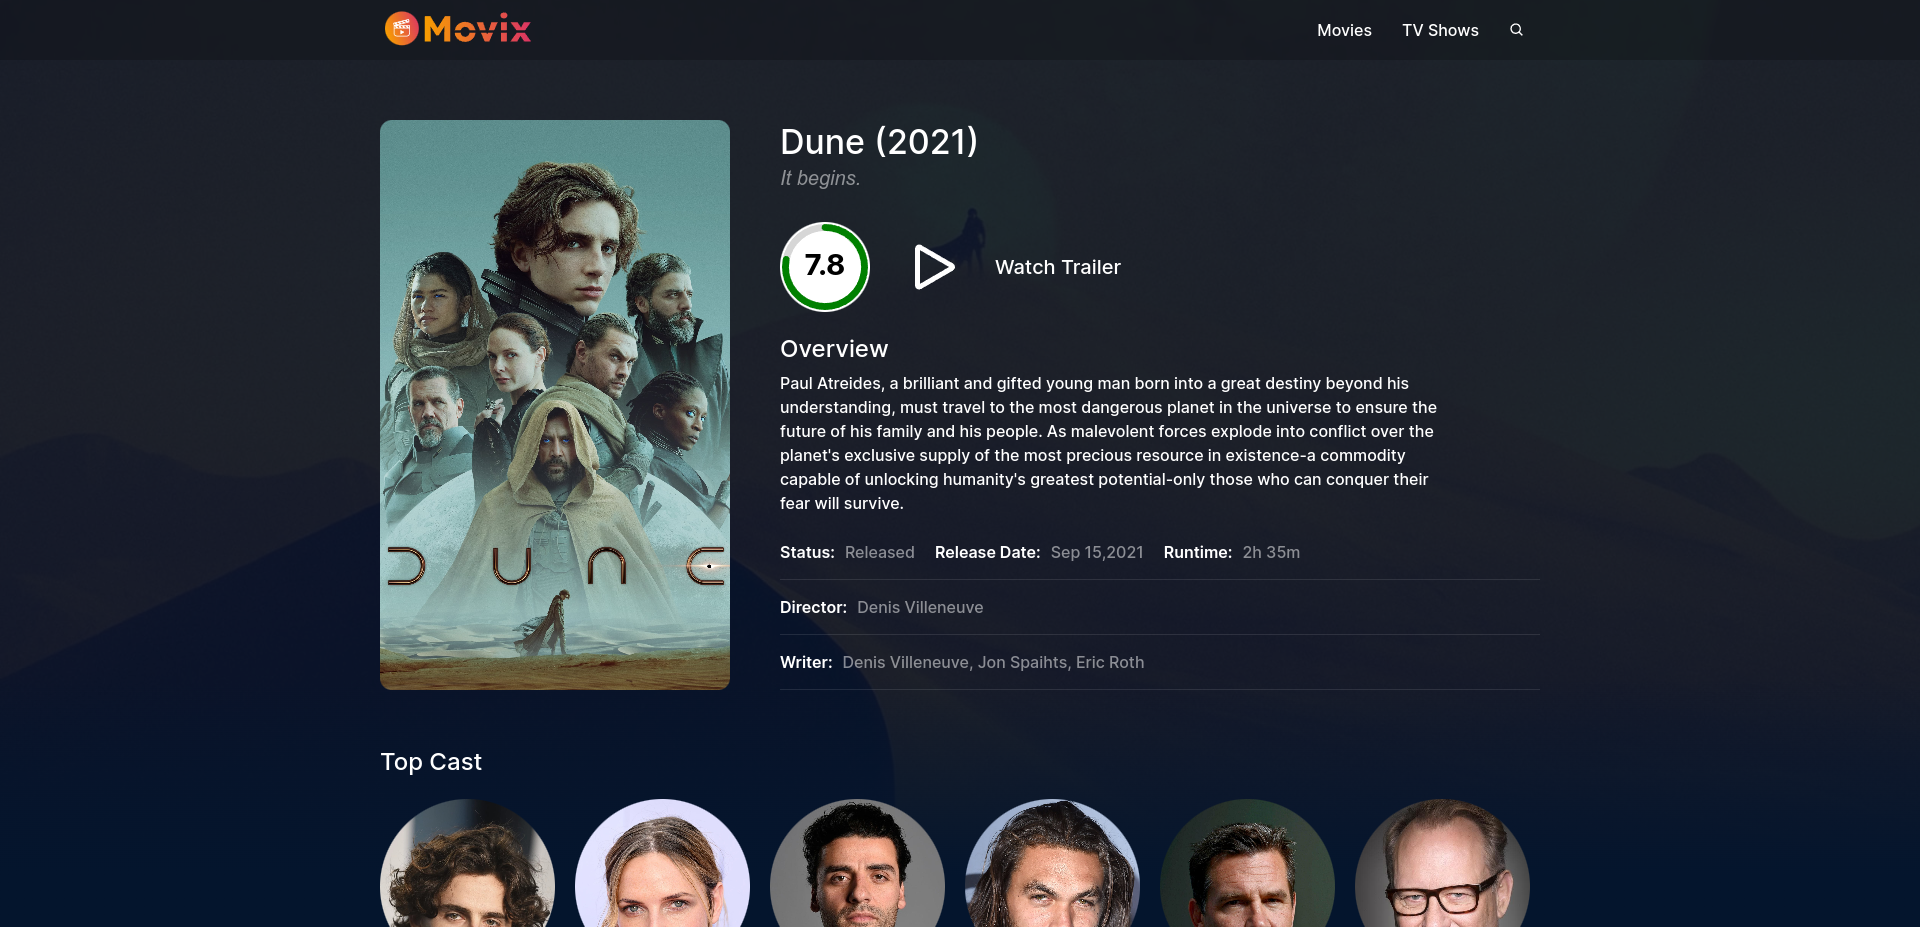 Movix
Movies
TV Shows
Dune (2021)
It begins.
7.8
Watch Trailer
Overview
Paul Atreides, a brilliant and gifted young man born into a great destiny beyond his
understanding, must travel to the most dangerous planet in the universe to ensure the
future of his family and his people. As malevolent forces explode into conflict over the
planet's exclusive supply of the most precious resource in existence-a commodity
capable of unlocking humanity's greatest potential-only those who can conquer their
fear will survive.
DUNE
Status: Released Release Date: Sep 15,2021 Runtime: 2h 35m
Director: Denis Villeneuve
Writer: Denis Villeneuve, Jon Spaihts, Eric Roth
Top Cast